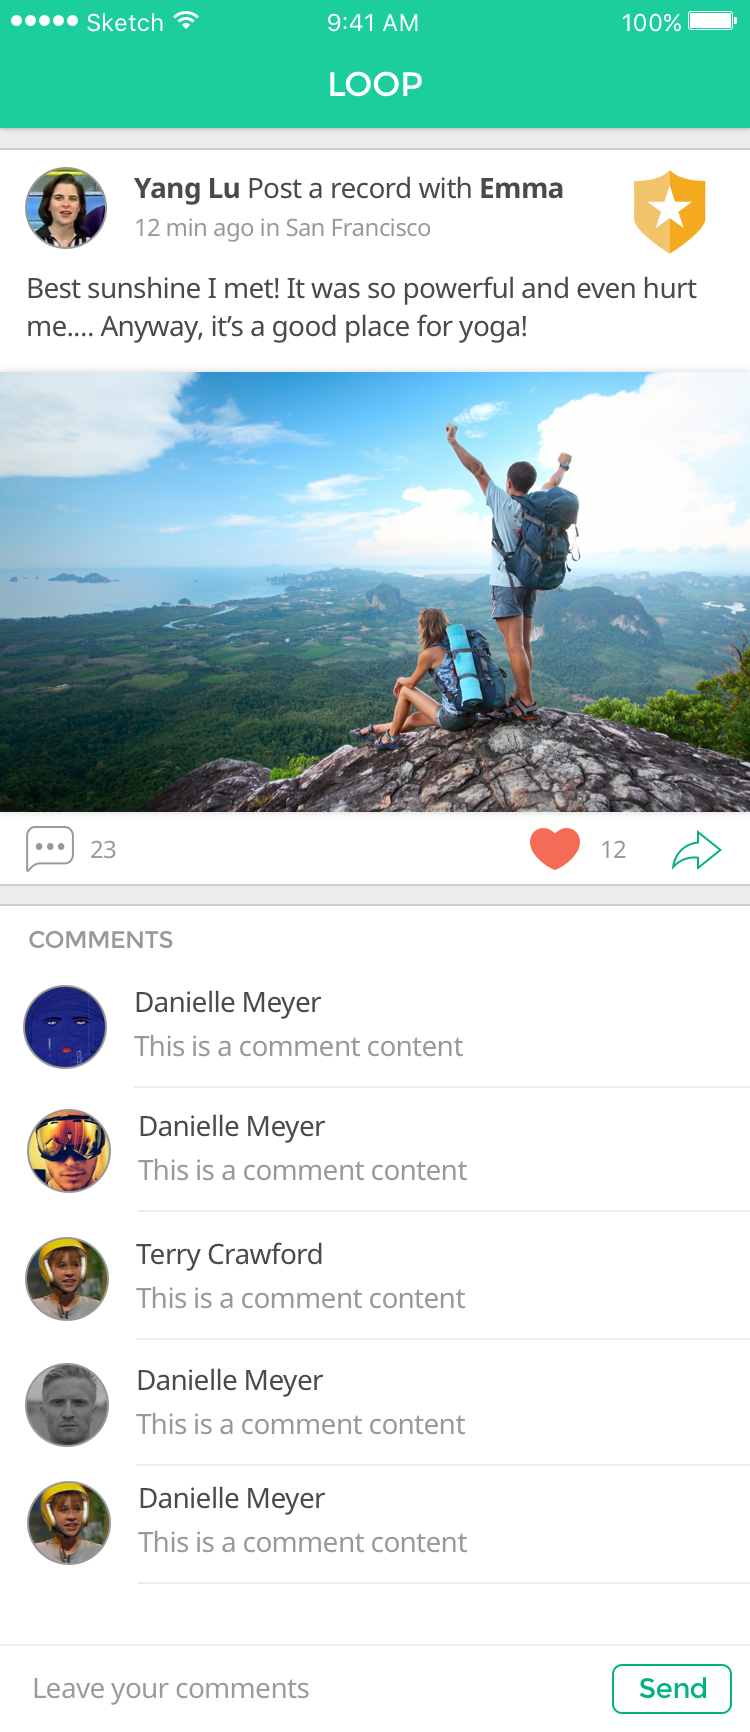 Sketch 9:41 AM 100%
LOOP
Yang Lu Post a record with Emma
12 min ago in San Francisco
Best sunshine I met! It was so powerful and even hurt
me.... Anyway, it’s a good place for yoga!
23 12
COMMENTS
Danielle Meyer
This is a comment content
Danielle Meyer
This is a comment content
Terry Crawford
This is a comment content
Danielle Meyer
This is a comment content
Danielle Meyer
This is a comment content
Leave your comments Send